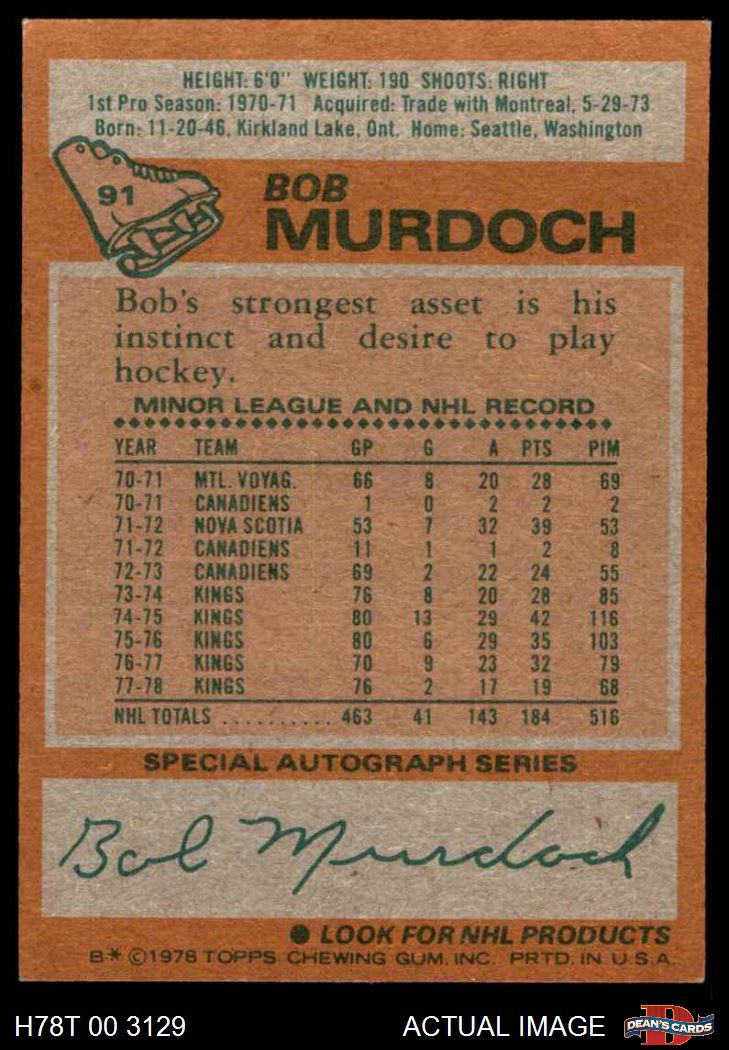 HEIGHT: 6'0" WEIGHT: 190 SHOOTS: RIGHT
1st Pro Season: 1970-71 Acquired: Trade with Montreal, 5-29-73
Born: 11-20-46, Kirkland Lake, Ont. Home: Seattle, Washington
91
BOB
MURDOCH
Bob's strongest asset is his
instinct and desire to play
hockey.
MINOR LEAGUE AND NHL RECORD
YEAR TEAM GP G A PTS PIM
70-71 MTL. VOYAG. 66 8 20 28 69
70-71 CANADIENS 1 0 2 2 2
71-72 NOVA SCOTIA 53 7 32 39 53
71-72 CANADIENS 11 1 1 2 8
72-73 CANADIENS 69 2 22 24 55
73-74 KINGS 76 8 20 28 85
74-75 KINGS 80 13 29 42 116
75-76 KINGS 80 6 29 35 103
76-77 KINGS 70 9 23 32 79
77-78 KINGS 76 2 17 19 68
NHL TOTALS .......... 463 41 143 184 516
SPECIAL AUTOGRAPH SERIES
Bob Murdoch
● LOOK FOR NHL PRODUCTS
B* ©1978 TOPPS CHEWING GUM, INC. PRTD. IN U.S.A.
H78T 00 3129 ACTUAL IMAGE DEAN'S CARDS